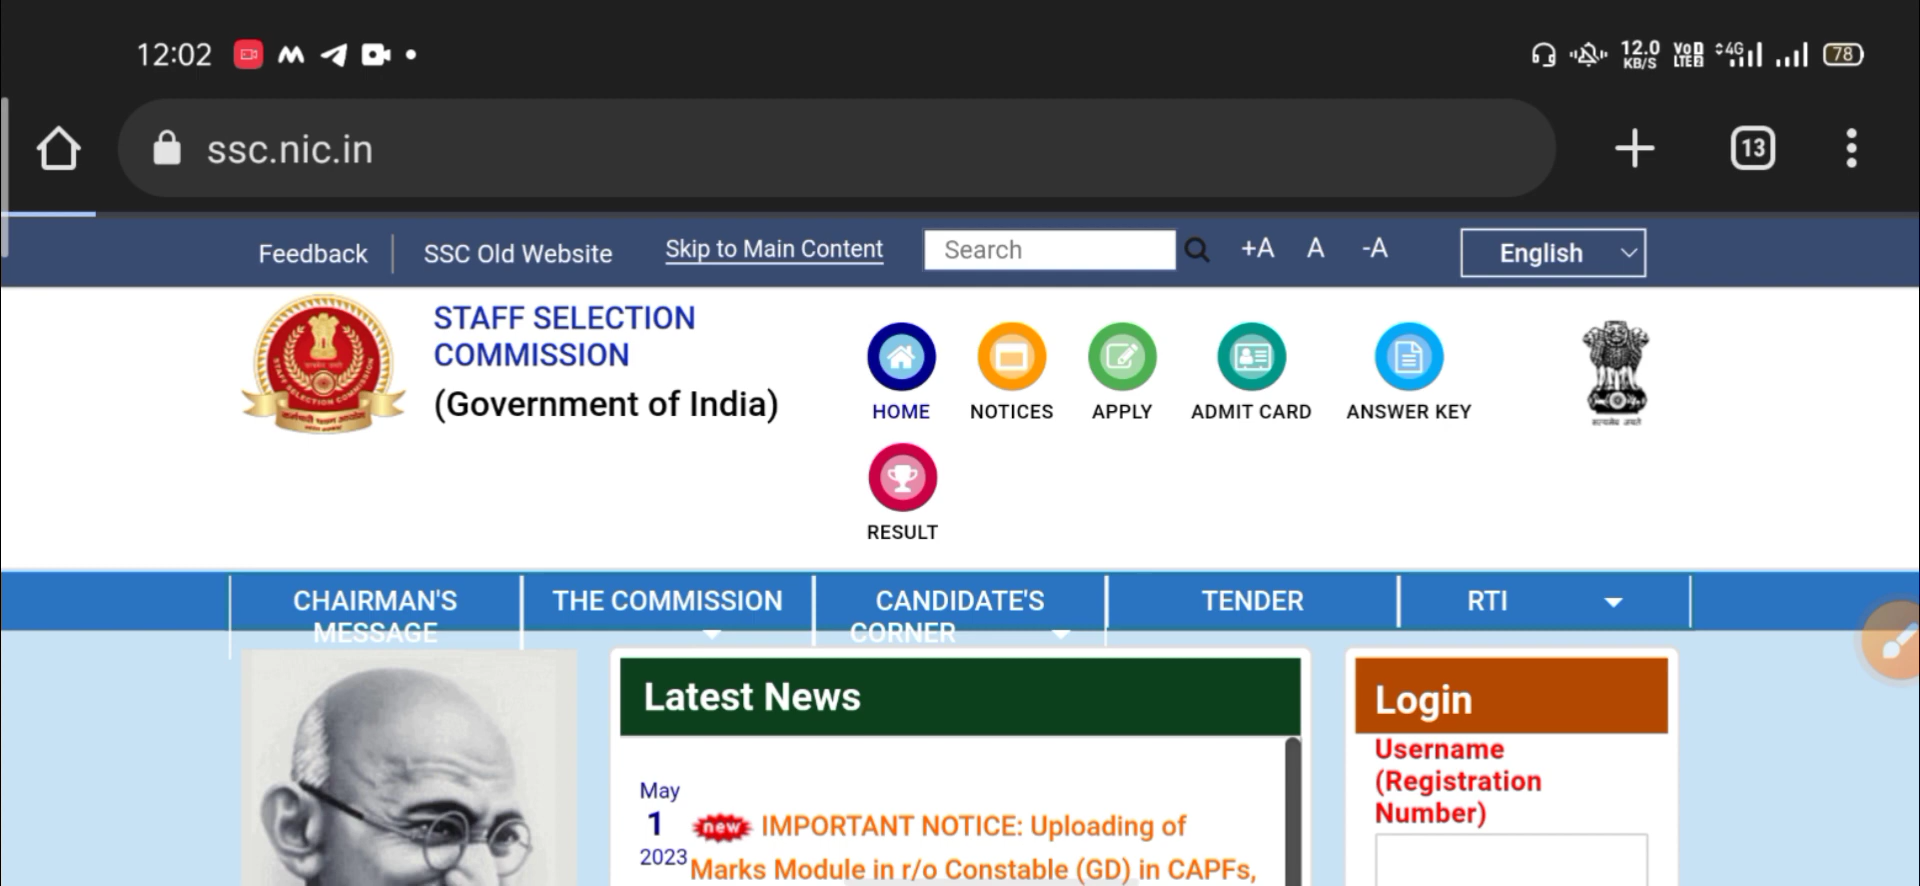 12:02
12.0
KB/S
4G
78
ssc.nic.in
13
Feedback
SSC Old Website
Skip to Main Content
Search
+A
A
-A
English
STAFF SELECTION
COMMISSION
(Government of India)
HOME
NOTICES
APPLY
ADMIT CARD
ANSWER KEY
RESULT
CHAIRMAN'S
MESSAGE
THE COMMISSION
CANDIDATE'S
CORNER
TENDER
RTI
Latest News
May
1
2023
new IMPORTANT NOTICE: Uploading of
Marks Module in r/o Constable (GD) in CAPFs,
Login
Username
(Registration
Number)